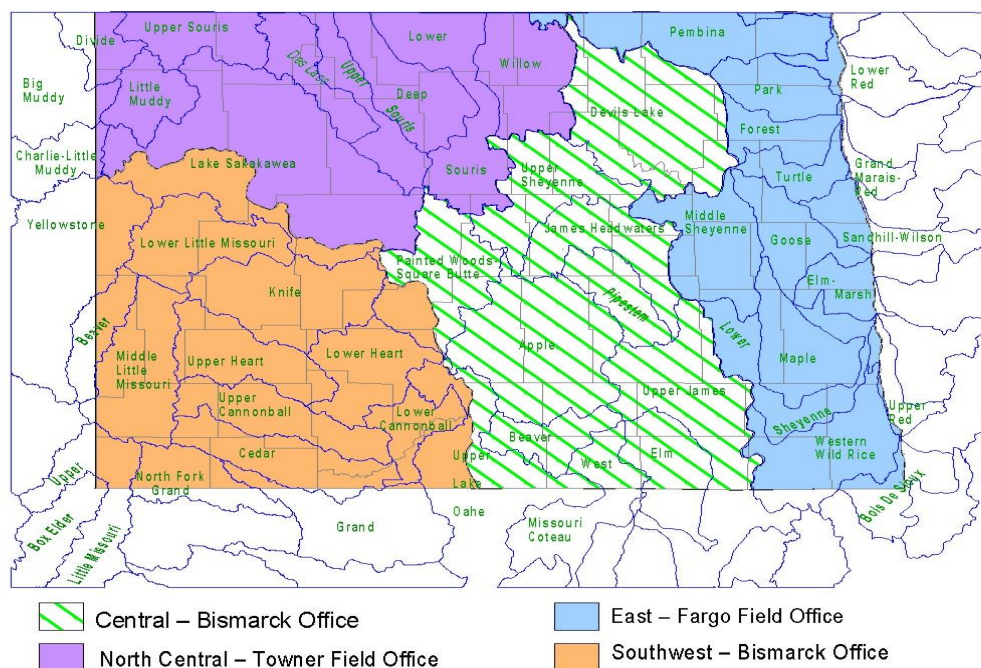 Divide
Upper Souris
Lower
Pembina
Des Lacs
Upper
Souris
Willow
Big
Muddy
Little
Muddy
Deep
Devils Lake
Park
Lower
Red
Forest
Charlie-Little
Muddy
Lake Sakakawea
Souris
Upper
Sheyenne
Turtle
Grand
Marais-
Red
Yellowstone
Lower Little Missouri
James Headwaters
Middle
Sheyenne
Goose
Sandhill-Wilson
Painted Woods-
Square Butte
Knife
Pipestem
Elm-
Marsh
Beaver
Middle
Little
Missouri
Upper Heart
Lower Heart
Apple
Lower
Maple
Upper
Cannonball
Lower
Cannonball
Upper James
Sheyenne
Upper
Red
Cedar
Beaver
West
Elm
Western
Wild Rice
Upper
North Fork
Grand
Upper
Lake
Oahe
Bois De Sioux
Box Elder
Little Missouri
Grand
Missouri
Coteau
Central – Bismarck Office
East – Fargo Field Office
North Central – Towner Field Office
Southwest – Bismarck Office